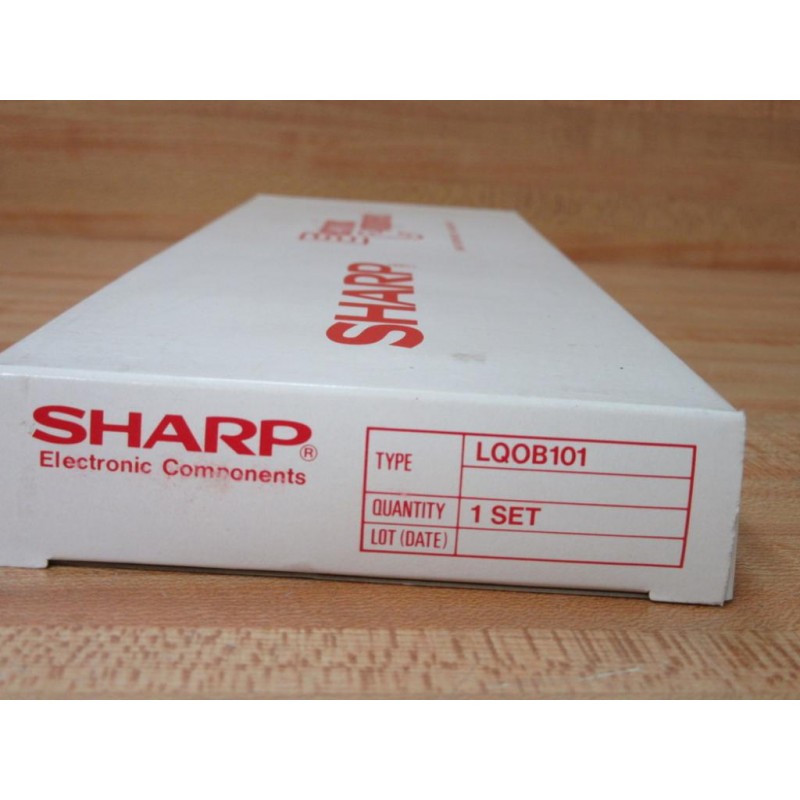 SHARP
SHARP®
Electronic Components
TYPE LQOB101
QUANTITY 1 SET
LOT (DATE)